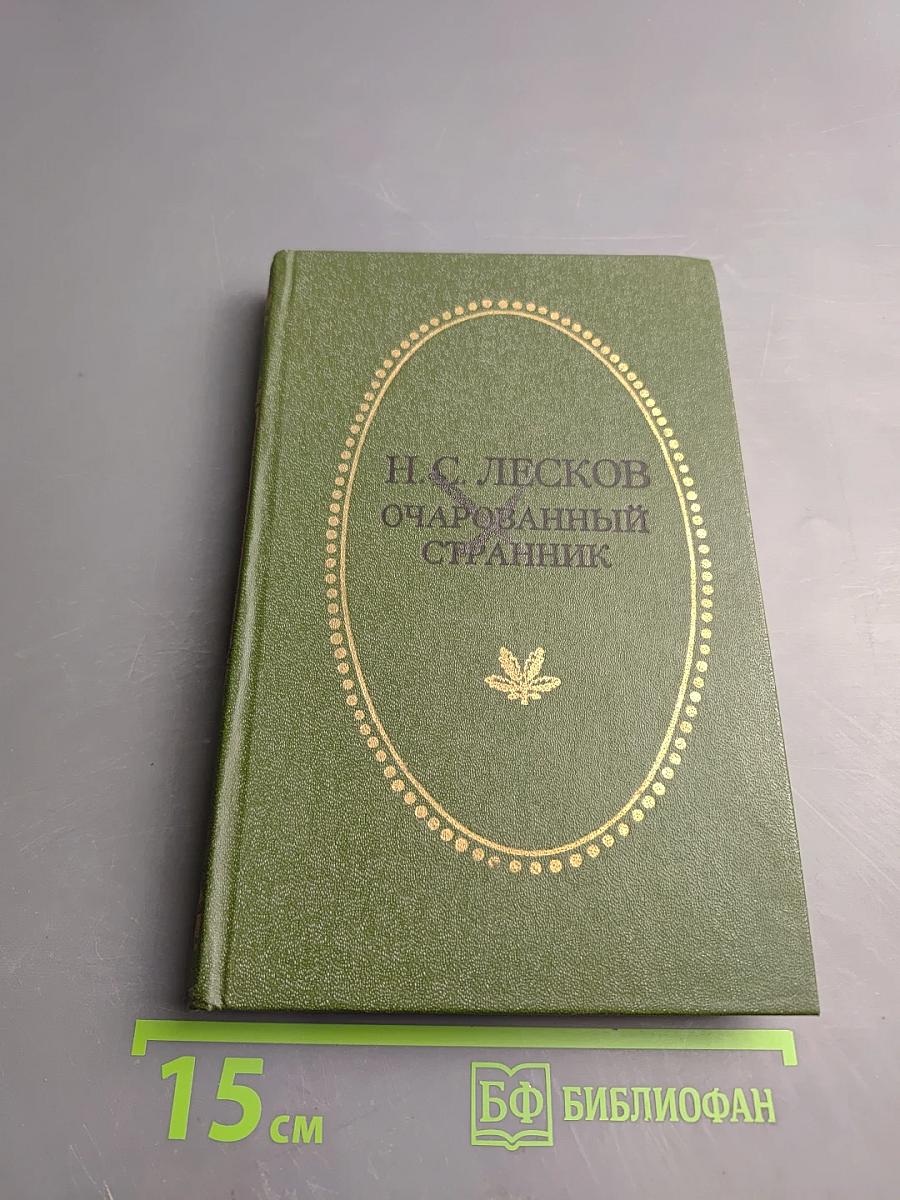 Н. С. ЛЕСКОВ
ОЧАРОВАННЫЙ
СТРАННИК
15 см
БФ БИБЛИОФАН